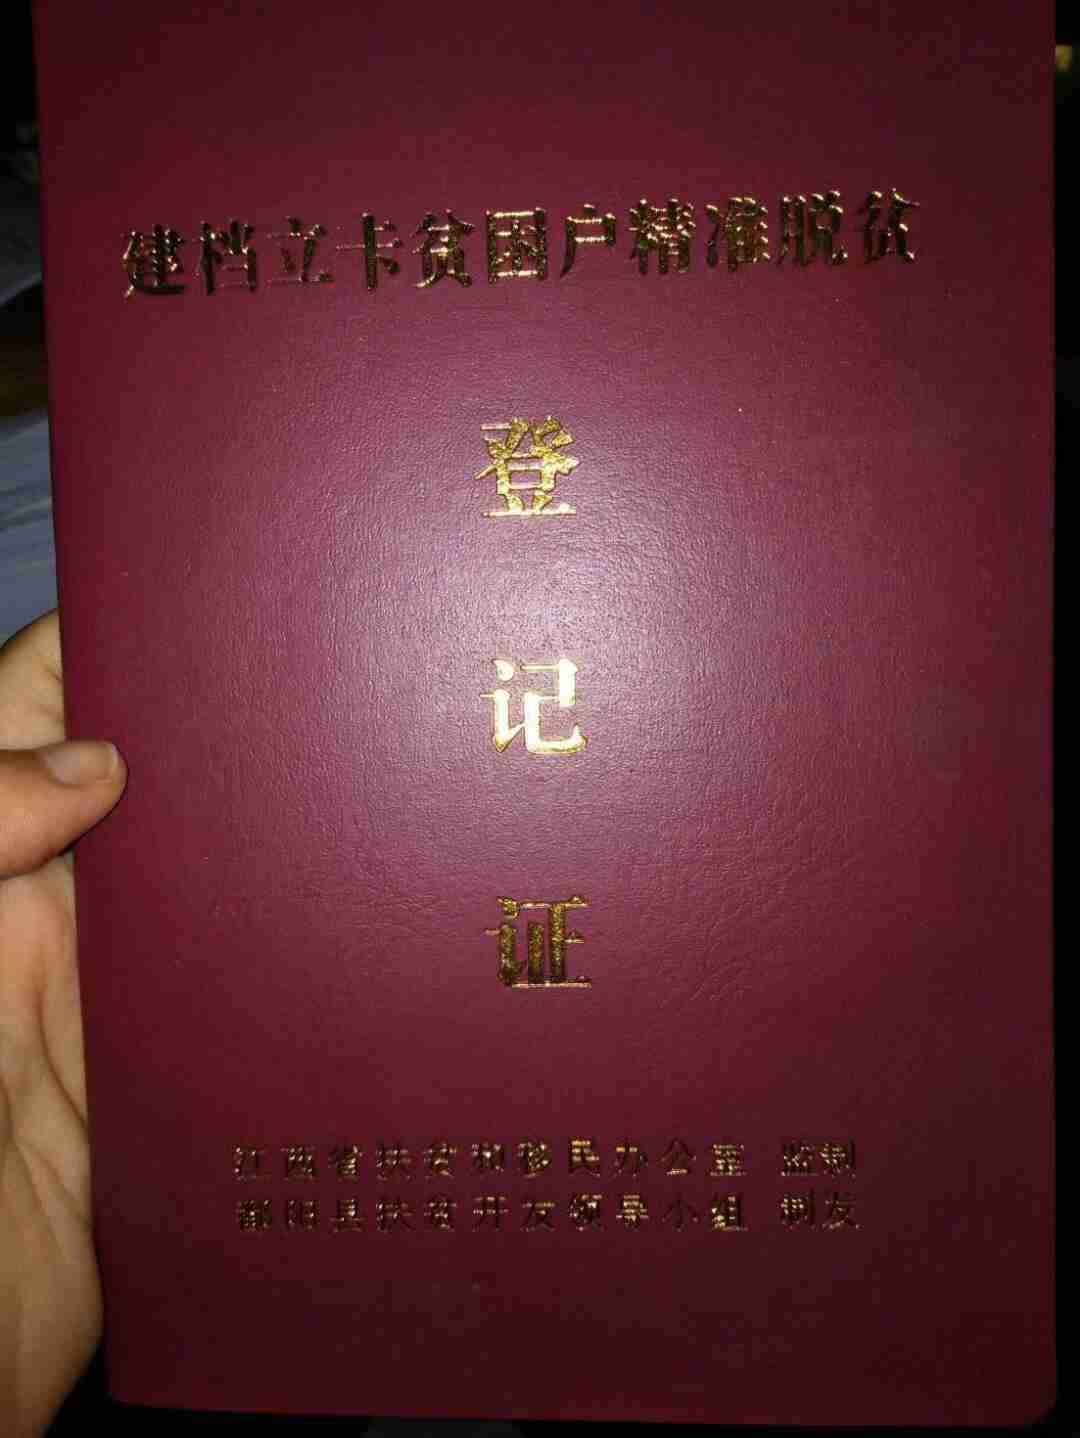 建档立卡贫困户精准脱贫
登
记
证
江西省扶贫和移民办公室 监制
鄱阳县扶贫开发领导小组 制发